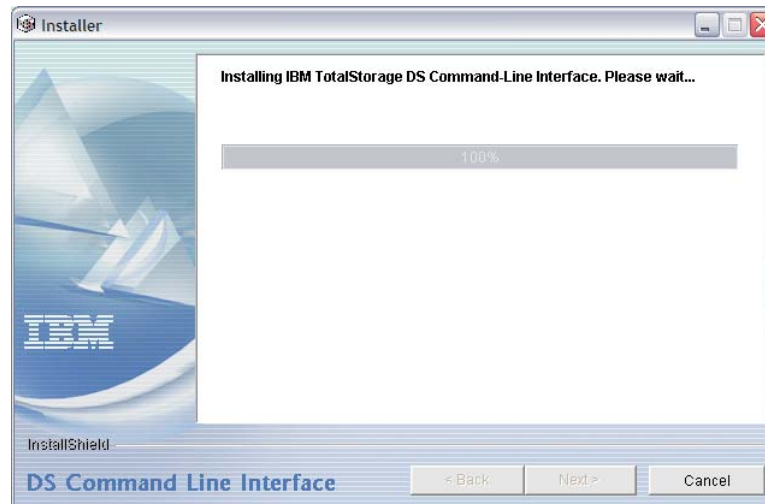 Installer
Installing IBM TotalStorage DS Command-Line Interface. Please wait...
100%
IBM
InstallShield
DS Command Line Interface
< Back
Next >
Cancel